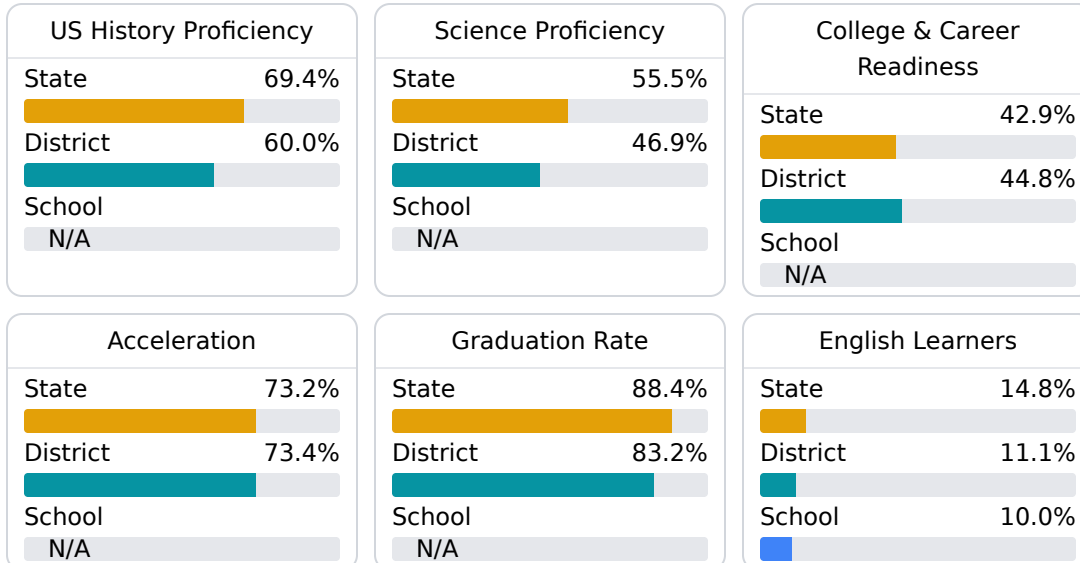 US History Proficiency
State 69.4%
District 60.0%
School
N/A
Science Proficiency
State 55.5%
District 46.9%
School
N/A
College & Career
Readiness
State 42.9%
District 44.8%
School
N/A
Acceleration
State 73.2%
District 73.4%
School
N/A
Graduation Rate
State 88.4%
District 83.2%
School
N/A
English Learners
State 14.8%
District 11.1%
School 10.0%